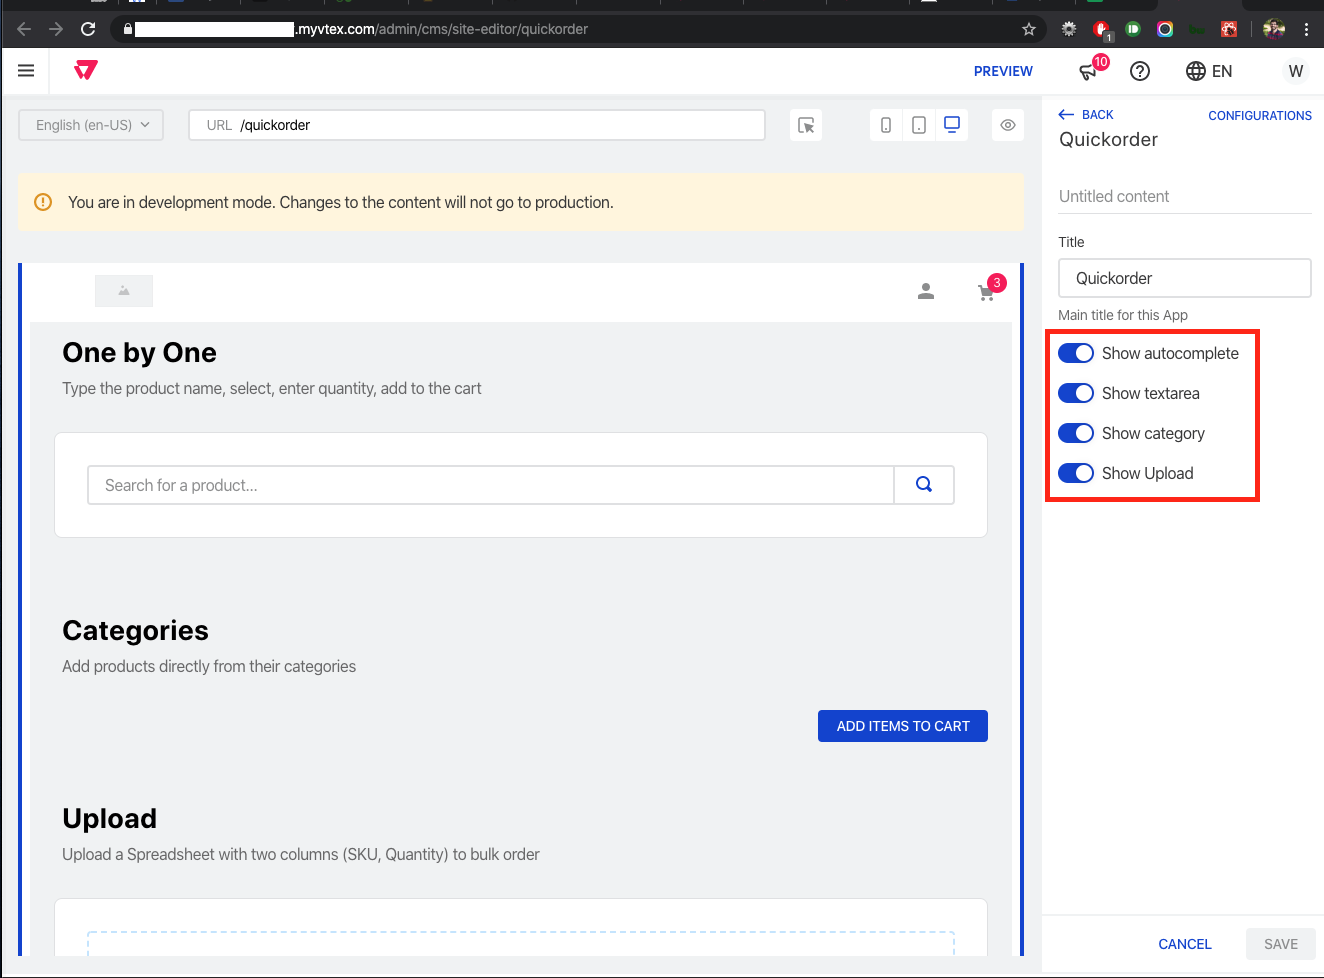 .myvtex.com/admin/cms/site-editor/quickorder
1
PREVIEW
10
EN
W
English (en-US)
URL /quickorder
BACK
CONFIGURATIONS
Quickorder
You are in development mode. Changes to the content will not go to production.
Untitled content
Title
Quickorder
Main title for this App
Show autocomplete
Show textarea
Show category
Show Upload
3
One by One
Type the product name, select, enter quantity, add to the cart
Search for a product...
Categories
Add products directly from their categories
ADD ITEMS TO CART
Upload
Upload a Spreadsheet with two columns (SKU, Quantity) to bulk order
CANCEL
SAVE